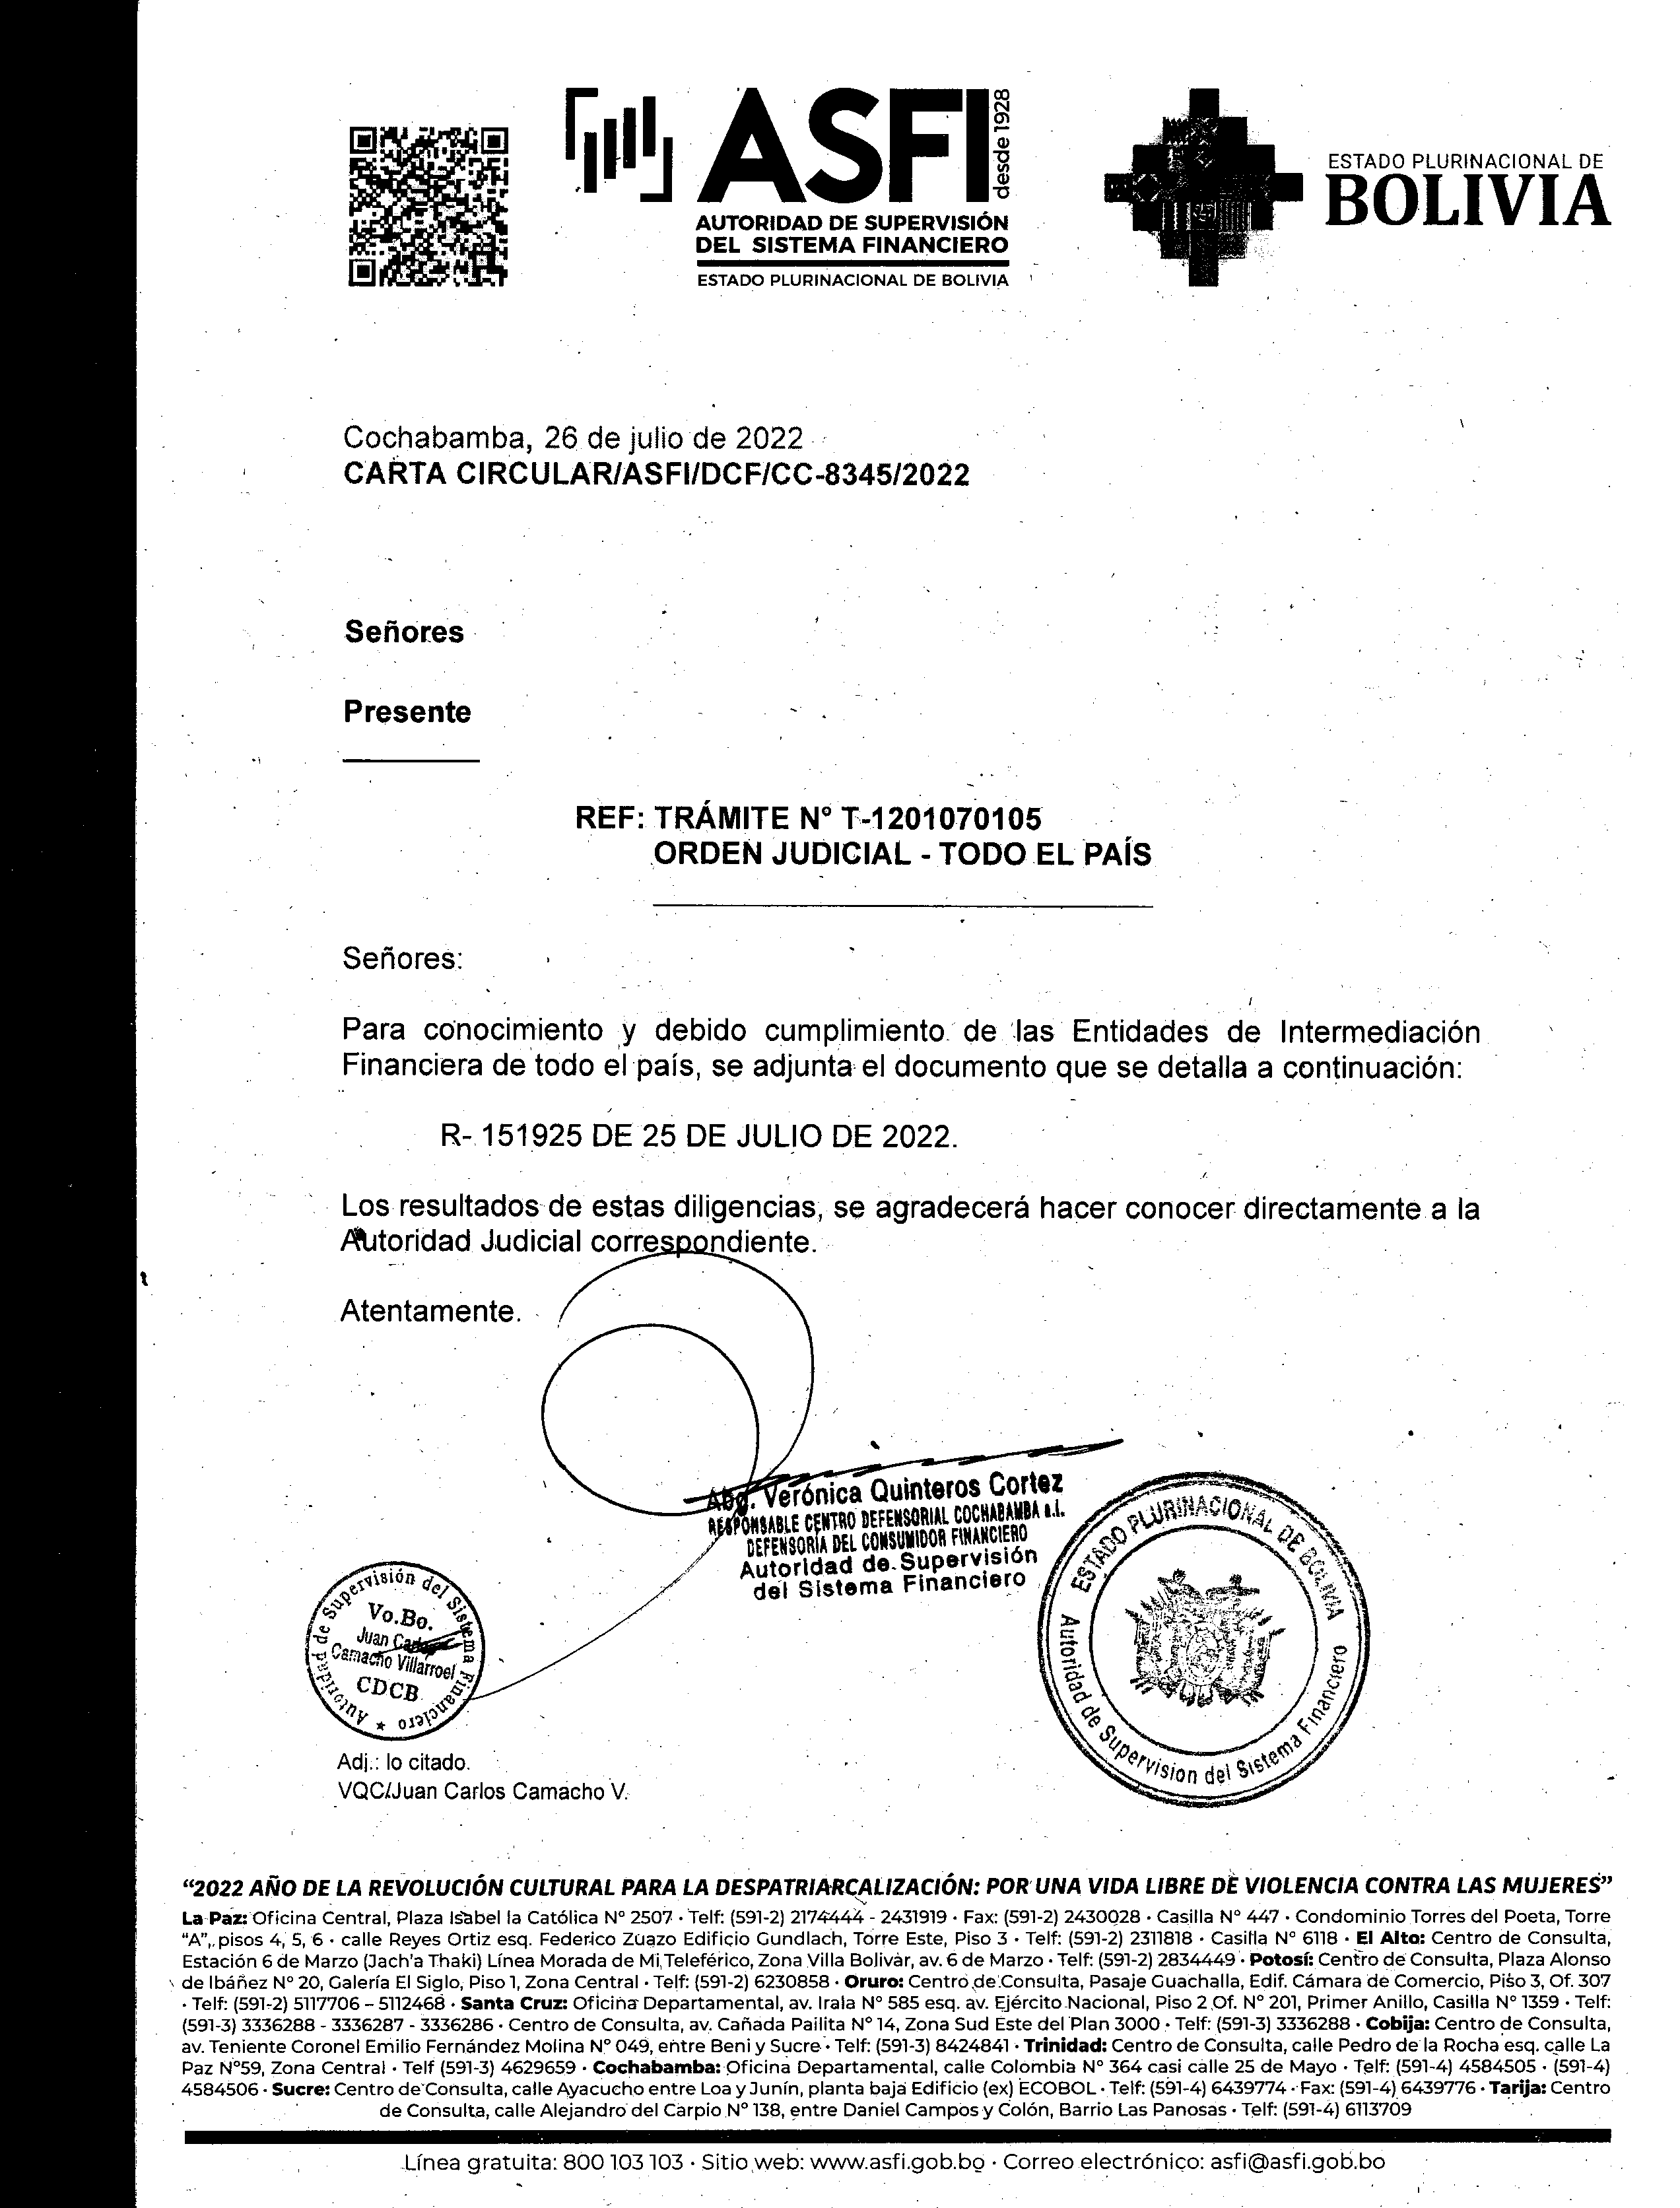 ASFI
desde 1928
AUTORIDAD DE SUPERVISIÓN
DEL SISTEMA FINANCIERO
ESTADO PLURINACIONAL DE BOLIVIA
ESTADO PLURINACIONAL DE
BOLIVIA
Cochabamba, 26 de julio de 2022
CARTA CIRCULAR/ASFI/DCF/CC-8345/2022
Señores
Presente
REF: TRÁMITE Nº T-1201070105
ORDEN JUDICIAL - TODO EL PAÍS
Señores:
Para conocimiento y debido cumplimiento de las Entidades de Intermediación
Financiera de todo el país, se adjunta el documento que se detalla a continuación:
R- 151925 DE 25 DE JULIO DE 2022.
Los resultados de estas diligencias, se agradecerá hacer conocer directamente a la
Autoridad Judicial correspondiente.
Atentamente.
Abg. Verónica Quinteros Cortez
RESPONSABLE CENTRO DEFENSORIAL COCHABAMBA a.i.
DEFENSORÍA DEL CONSUMIDOR FINANCIERO
Autoridad de Supervisión
del Sistema Financiero
ESTADO PLURINACIONAL DE BOLIVIA
Autoridad de Supervision del Sistema Financiero
Autoridad de Supervisión del Sistema Financiero *
Vo.Bo.
Juan Carlos
Camacho Villarroel
CDCB
Adj.: lo citado.
VQC/Juan Carlos Camacho V.
“2022 AÑO DE LA REVOLUCIÓN CULTURAL PARA LA DESPATRIARCALIZACIÓN: POR UNA VIDA LIBRE DE VIOLENCIA CONTRA LAS MUJERES”
La Paz: Oficina Central, Plaza Isabel la Católica Nº 2507 · Telf: (591-2) 2174444 - 2431919 · Fax: (591-2) 2430028 · Casilla Nº 447 · Condominio Torres del Poeta, Torre
“A”, pisos 4, 5, 6 · calle Reyes Ortiz esq. Federico Zuazo Edificio Gundlach, Torre Este, Piso 3 · Telf: (591-2) 2311818 · Casilla Nº 6118 · El Alto: Centro de Consulta,
Estación 6 de Marzo (Jach'a Thaki) Línea Morada de Mi Teleférico, Zona Villa Bolivar, av. 6 de Marzo · Telf: (591-2) 2834449 · Potosí: Centro de Consulta, Plaza Alonso
de Ibáñez Nº 20, Galería El Siglo, Piso 1, Zona Central · Telf: (591-2) 6230858 · Oruro: Centro de Consulta, Pasaje Guachalla, Edif. Cámara de Comercio, Piso 3, Of. 307
· Telf: (591-2) 5117706 – 5112468 · Santa Cruz: Oficina Departamental, av. Irala Nº 585 esq. av. Ejército Nacional, Piso 2 Of. Nº 201, Primer Anillo, Casilla Nº 1359 · Telf:
(591-3) 3336288 - 3336287 - 3336286 · Centro de Consulta, av. Cañada Pailita Nº 14, Zona Sud Este del Plan 3000 · Telf: (591-3) 3336288 · Cobija: Centro de Consulta,
av. Teniente Coronel Emilio Fernández Molina Nº 049, entre Beni y Sucre · Telf: (591-3) 8424841 · Trinidad: Centro de Consulta, calle Pedro de la Rocha esq. calle La
Paz Nº59, Zona Central · Telf (591-3) 4629659 · Cochabamba: Oficina Departamental, calle Colombia Nº 364 casi calle 25 de Mayo · Telf: (591-4) 4584505 · (591-4)
4584506 · Sucre: Centro de Consulta, calle Ayacucho entre Loa y Junín, planta baja Edificio (ex) ECOBOL · Telf: (591-4) 6439774 · Fax: (591-4) 6439776 · Tarija: Centro
de Consulta, calle Alejandro del Carpio Nº 138, entre Daniel Campos y Colón, Barrio Las Panosas · Telf: (591-4) 6113709
Línea gratuita: 800 103 103 · Sitio web: www.asfi.gob.bo · Correo electrónico: asfi@asfi.gob.bo